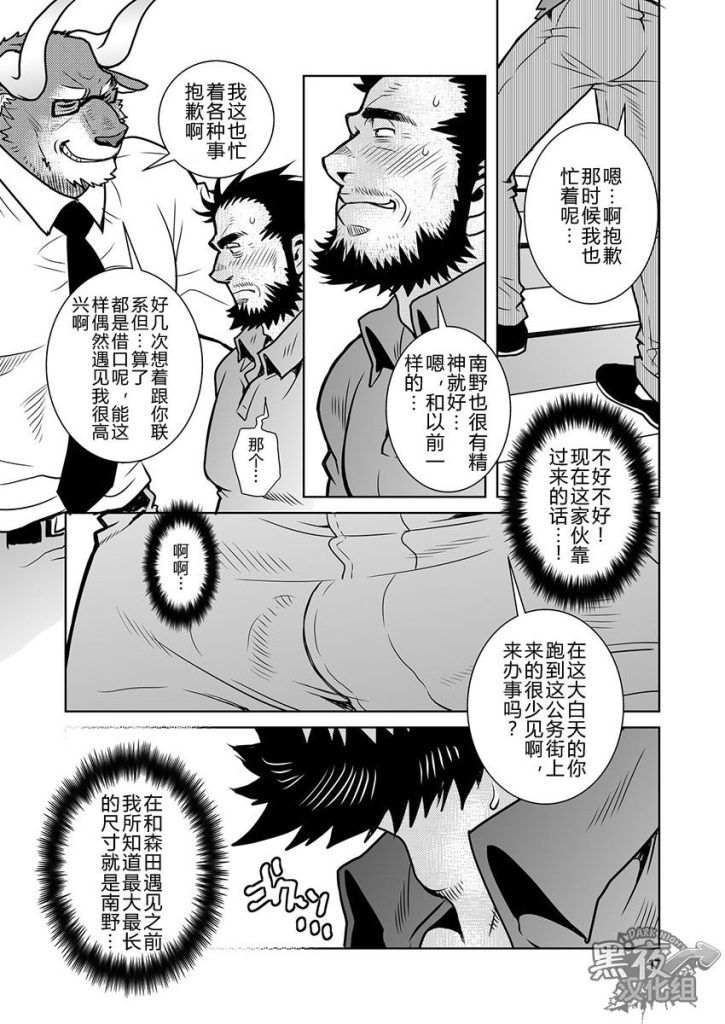 嗯…啊抱歉
那时候我也
忙着呢…
南野也很有精
神就好…
嗯，和以前一
样的…
我这也忙
着各种事
抱歉啊
好几次想着跟你联
系但…算了
都是借口呢，能这
样偶然遇见我很高
兴啊
那个…
不好不好！
现在这家伙靠
过来的话…！
啊啊…
在这大白天的你
跑到这公务街上
来的很少见啊，
来办事吗？
在和森田遇见之前
我所知道最大最长
的尺寸就是南野…
ゴクッ
DARK NIGHT
黑夜
汉化组
47